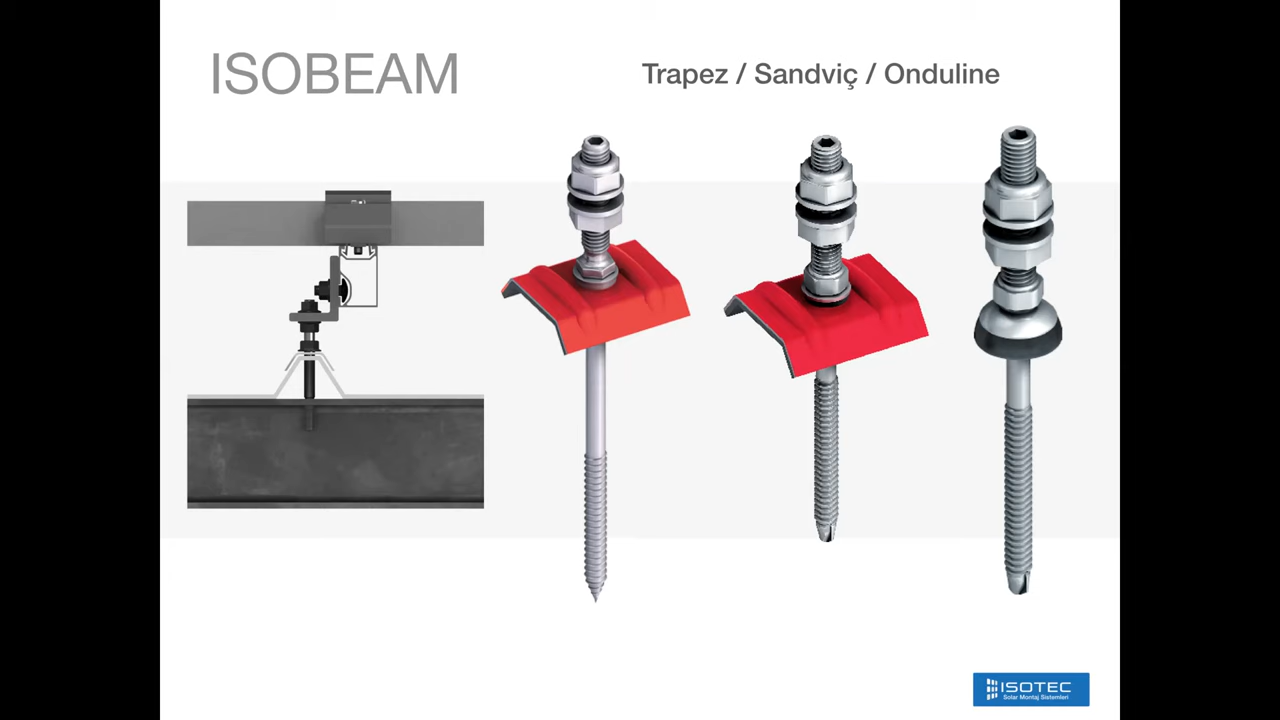 ISOBEAM
Trapez / Sandviç / Onduline
ISOTEC
Solar Montaj Sistemleri